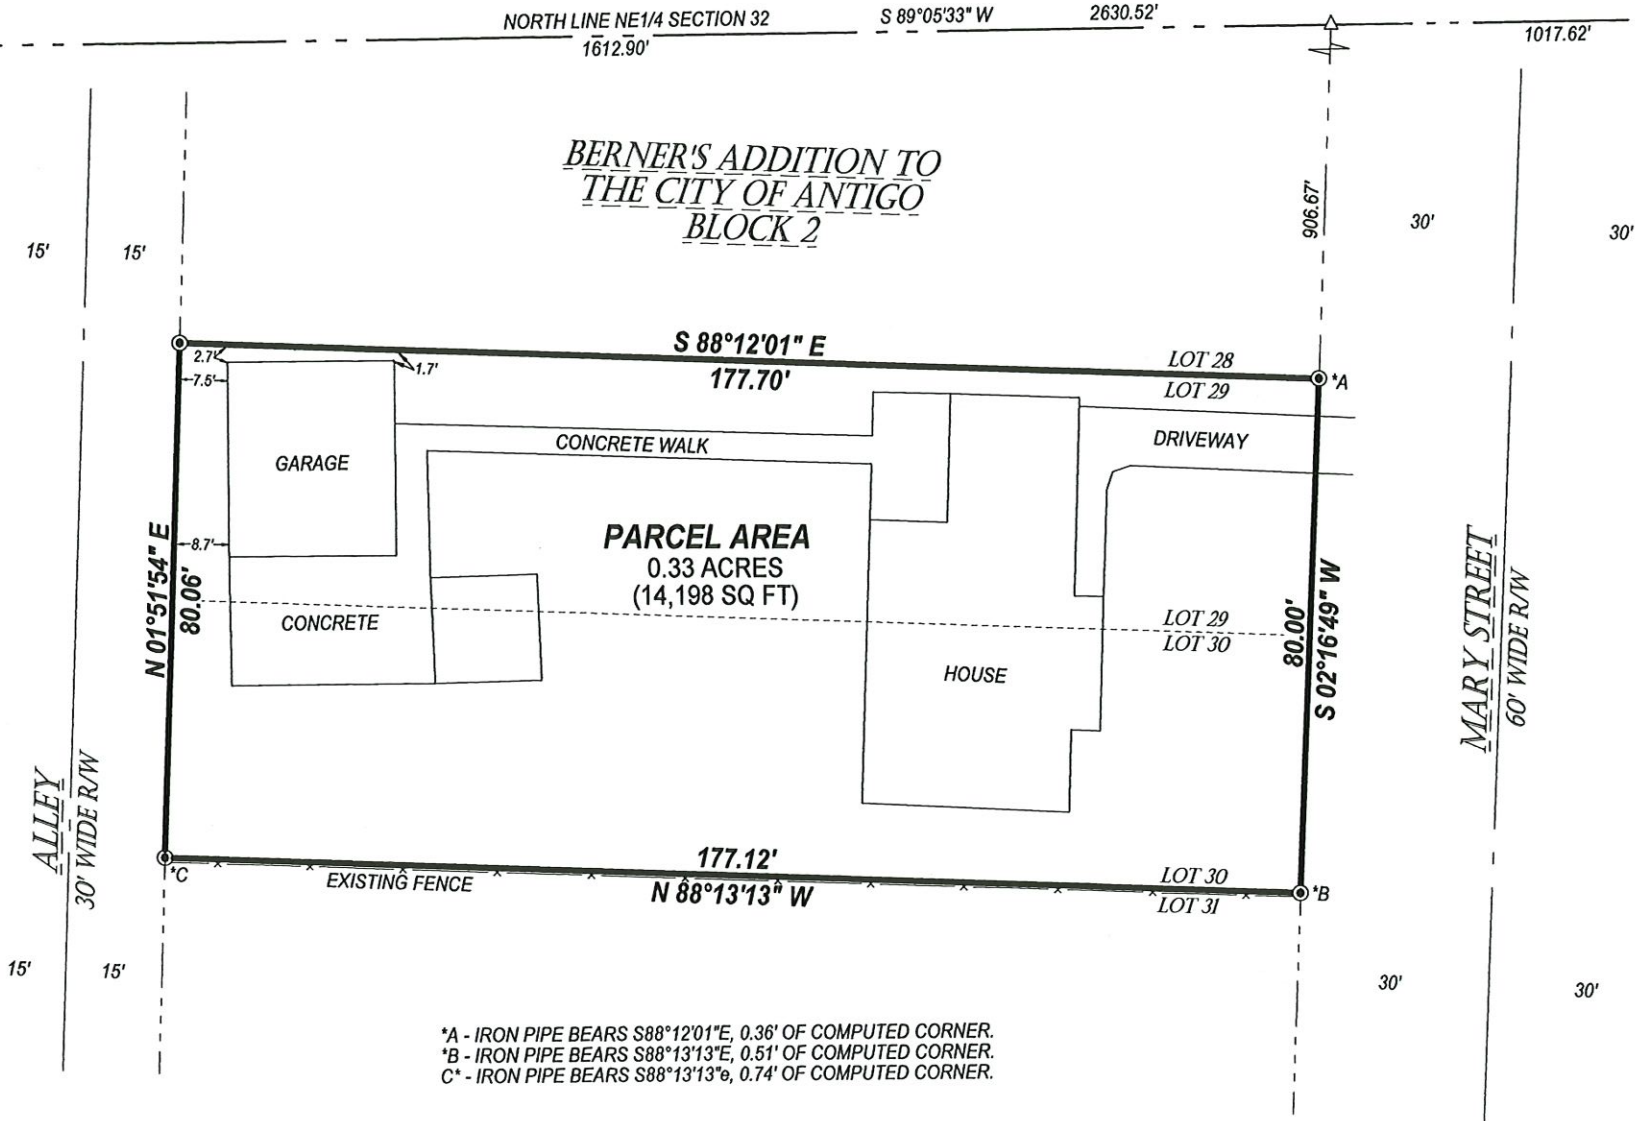 NORTH LINE NE1/4 SECTION 32 S 89°05'33" W 2630.52'
1612.90' 1017.62'
BERNER'S ADDITION TO
THE CITY OF ANTIGO
BLOCK 2
906.67'
15' 15' 30' 30'
S 88°12'01" E
177.70'
LOT 28
LOT 29
*A
2.7'
7.5'
1.7'
GARAGE
CONCRETE WALK
DRIVEWAY
8.7'
PARCEL AREA
0.33 ACRES
(14,198 SQ FT)
N 01°51'54" E
80.06'
CONCRETE
LOT 29
LOT 30
HOUSE
80.00'
S 02°16'49" W
MARY STREET
60' WIDE R/W
ALLEY
30' WIDE R/W
177.12'
N 88°13'13" W
*C
EXISTING FENCE
LOT 30
LOT 31
*B
15' 15' 30' 30'
*A - IRON PIPE BEARS S88°12'01"E, 0.36' OF COMPUTED CORNER.
*B - IRON PIPE BEARS S88°13'13"E, 0.51' OF COMPUTED CORNER.
C* - IRON PIPE BEARS S88°13'13"e, 0.74' OF COMPUTED CORNER.